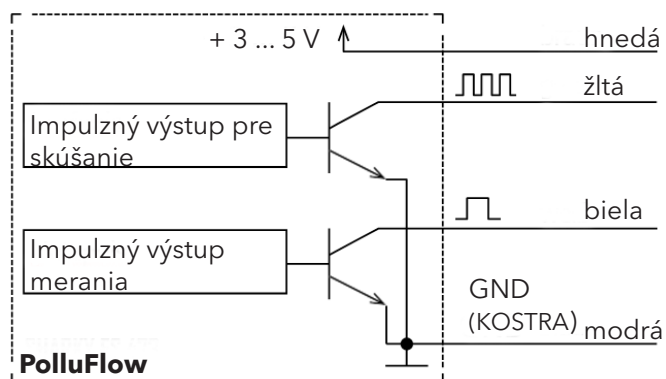 + 3 ... 5 V
hnedá
žltá
Impulzný výstup pre
skúšanie
biela
Impulzný výstup
merania
GND
(KOSTRA)
modrá
PolluFlow